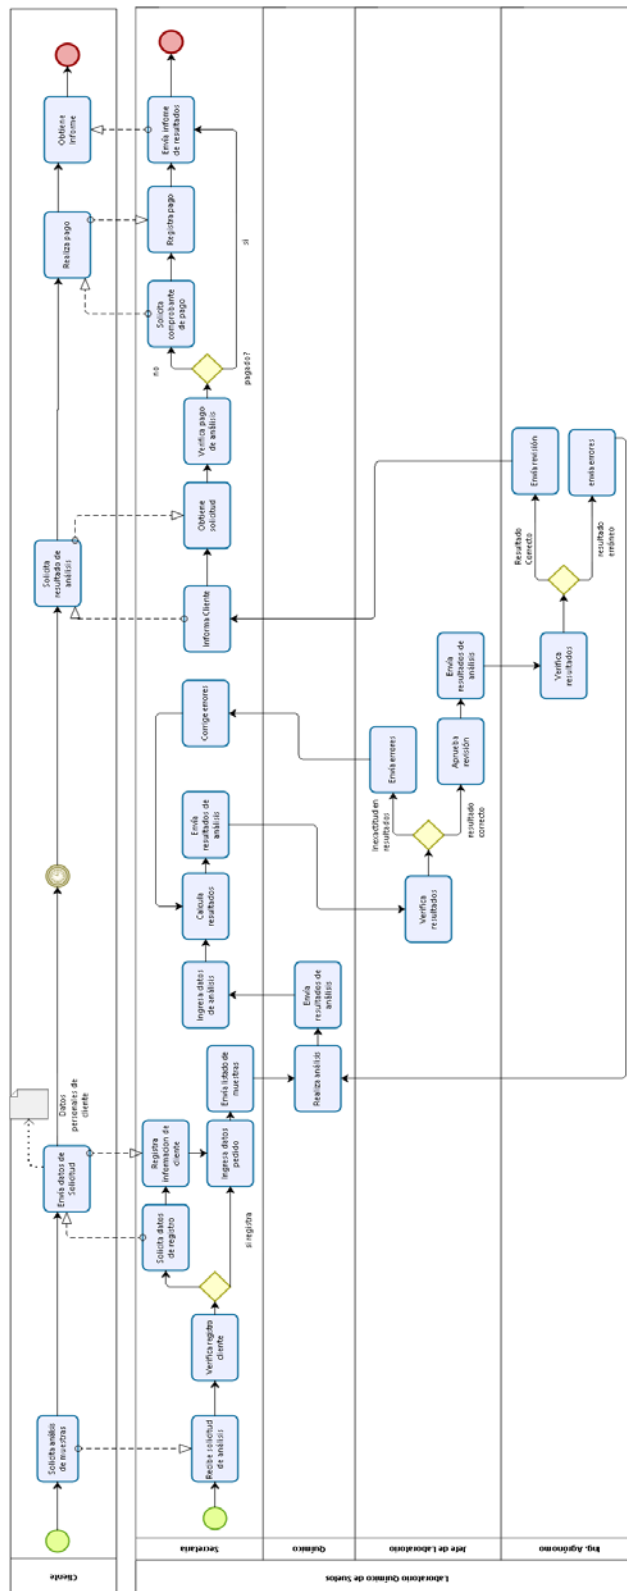 Cliente
Solicita análisis
de muestras
Envía datos de
Solicitud
Datos
personales de
cliente
Solicita
resultado de
análisis
Realiza pago
Obtiene
informe
Laboratorio Químico de Suelos
Secretaria
Recibe solicitud
de análisis
Verifica registro
cliente
Solicita datos
de registro
si registra
Registra
información de
cliente
Ingresa datos
pedido
Envía listado de
muestras
Ingresa datos
de análisis
Calcula
resultados
Envía
resultados de
análisis
Corrige errores
Informa Cliente
Obtiene
solicitud
Verifica pago
de análisis
pagado?
no
si
Solicita
comprobante
de pago
Registra pago
Envía informe
de resultados
Químico
Realiza análisis
Envía
resultados de
análisis
Jefe de Laboratorio
Verifica
resultados
Inexactitud en
resultados
resultado
correcto
Envía errores
Aprueba
revisión
Envía
resultados de
análisis
Ing. Agrónomo
Verifica
resultados
Resultado
Correcto
resultado
erróneo
Envía revisión
envía errores